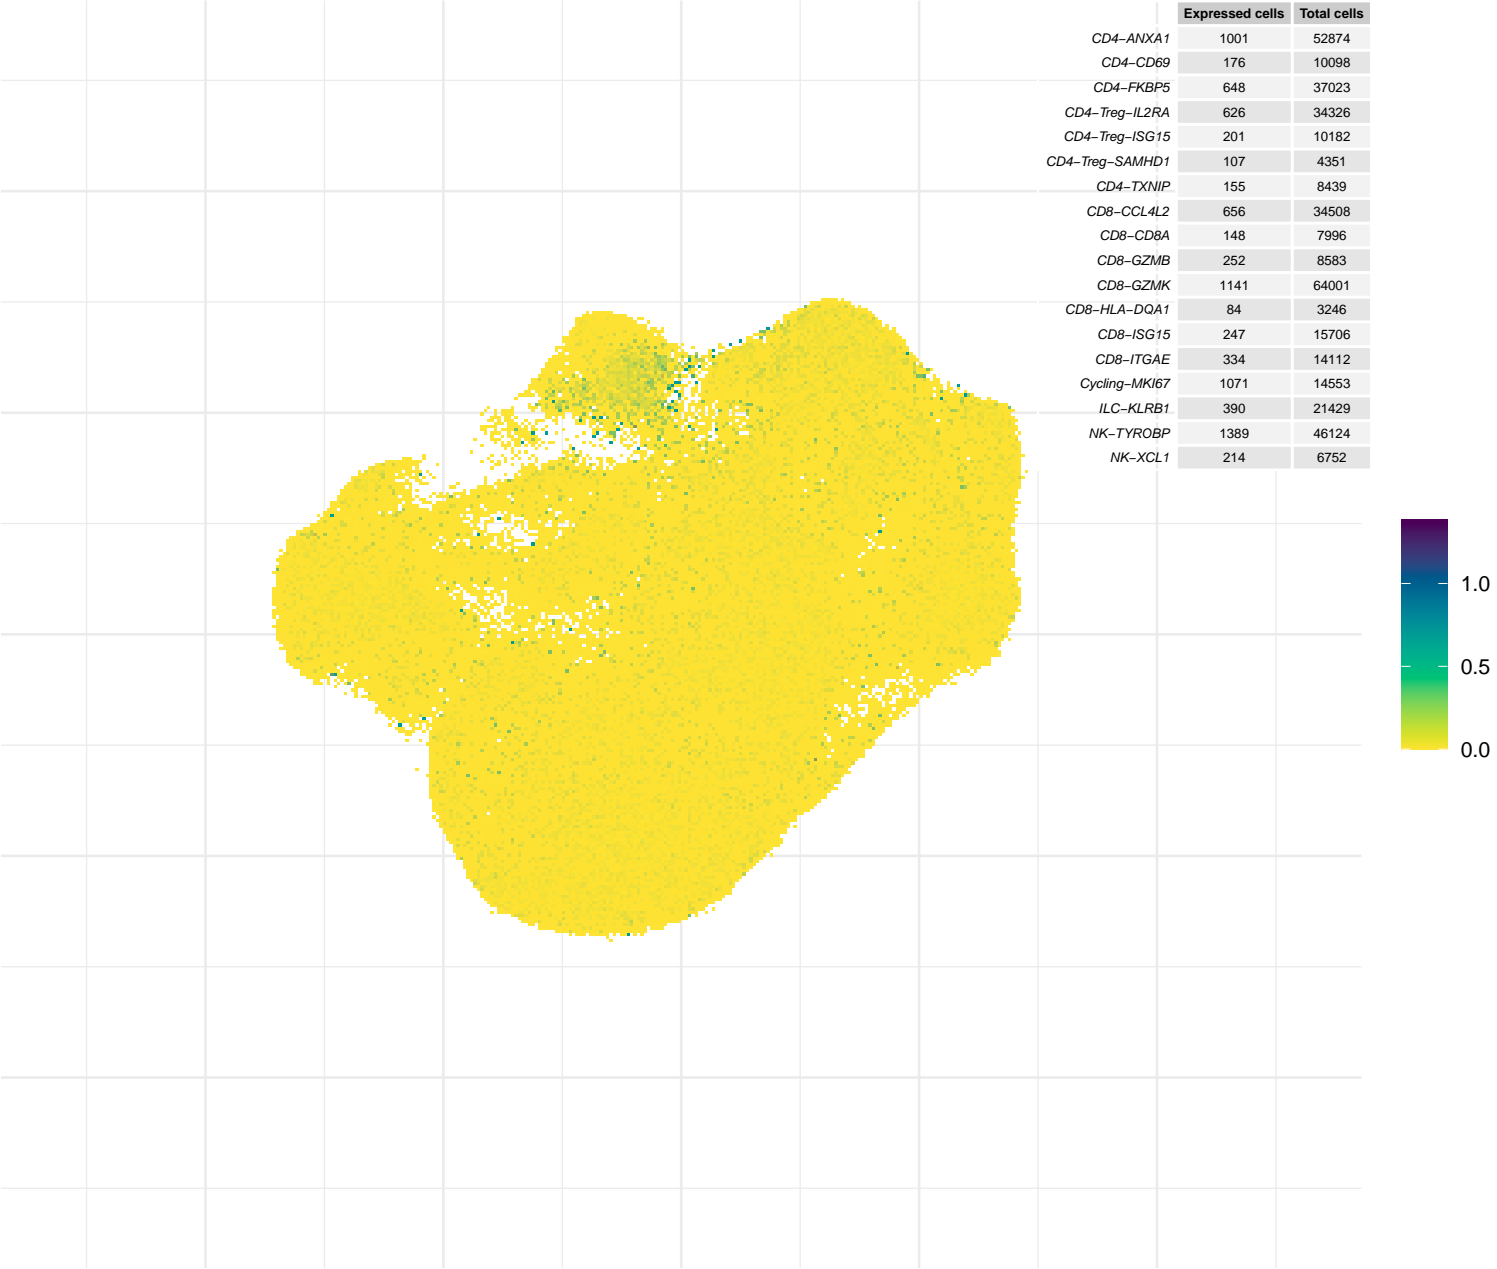 Expressed cells Total cells
CD4−ANXA1 1001 52874
CD4−CD69 176 10098
CD4−FKBP5 648 37023
CD4−Treg−IL2RA 626 34326
CD4−Treg−ISG15 201 10182
CD4−Treg−SAMHD1 107 4351
CD4−TXNIP 155 8439
CD8−CCL4L2 656 34508
CD8−CD8A 148 7996
CD8−GZMB 252 8583
CD8−GZMK 1141 64001
CD8−HLA−DQA1 84 3246
CD8−ISG15 247 15706
CD8−ITGAE 334 14112
Cycling−MKI67 1071 14553
ILC−KLRB1 390 21429
NK−TYROBP 1389 46124
NK−XCL1 214 6752
1.0
0.5
0.0